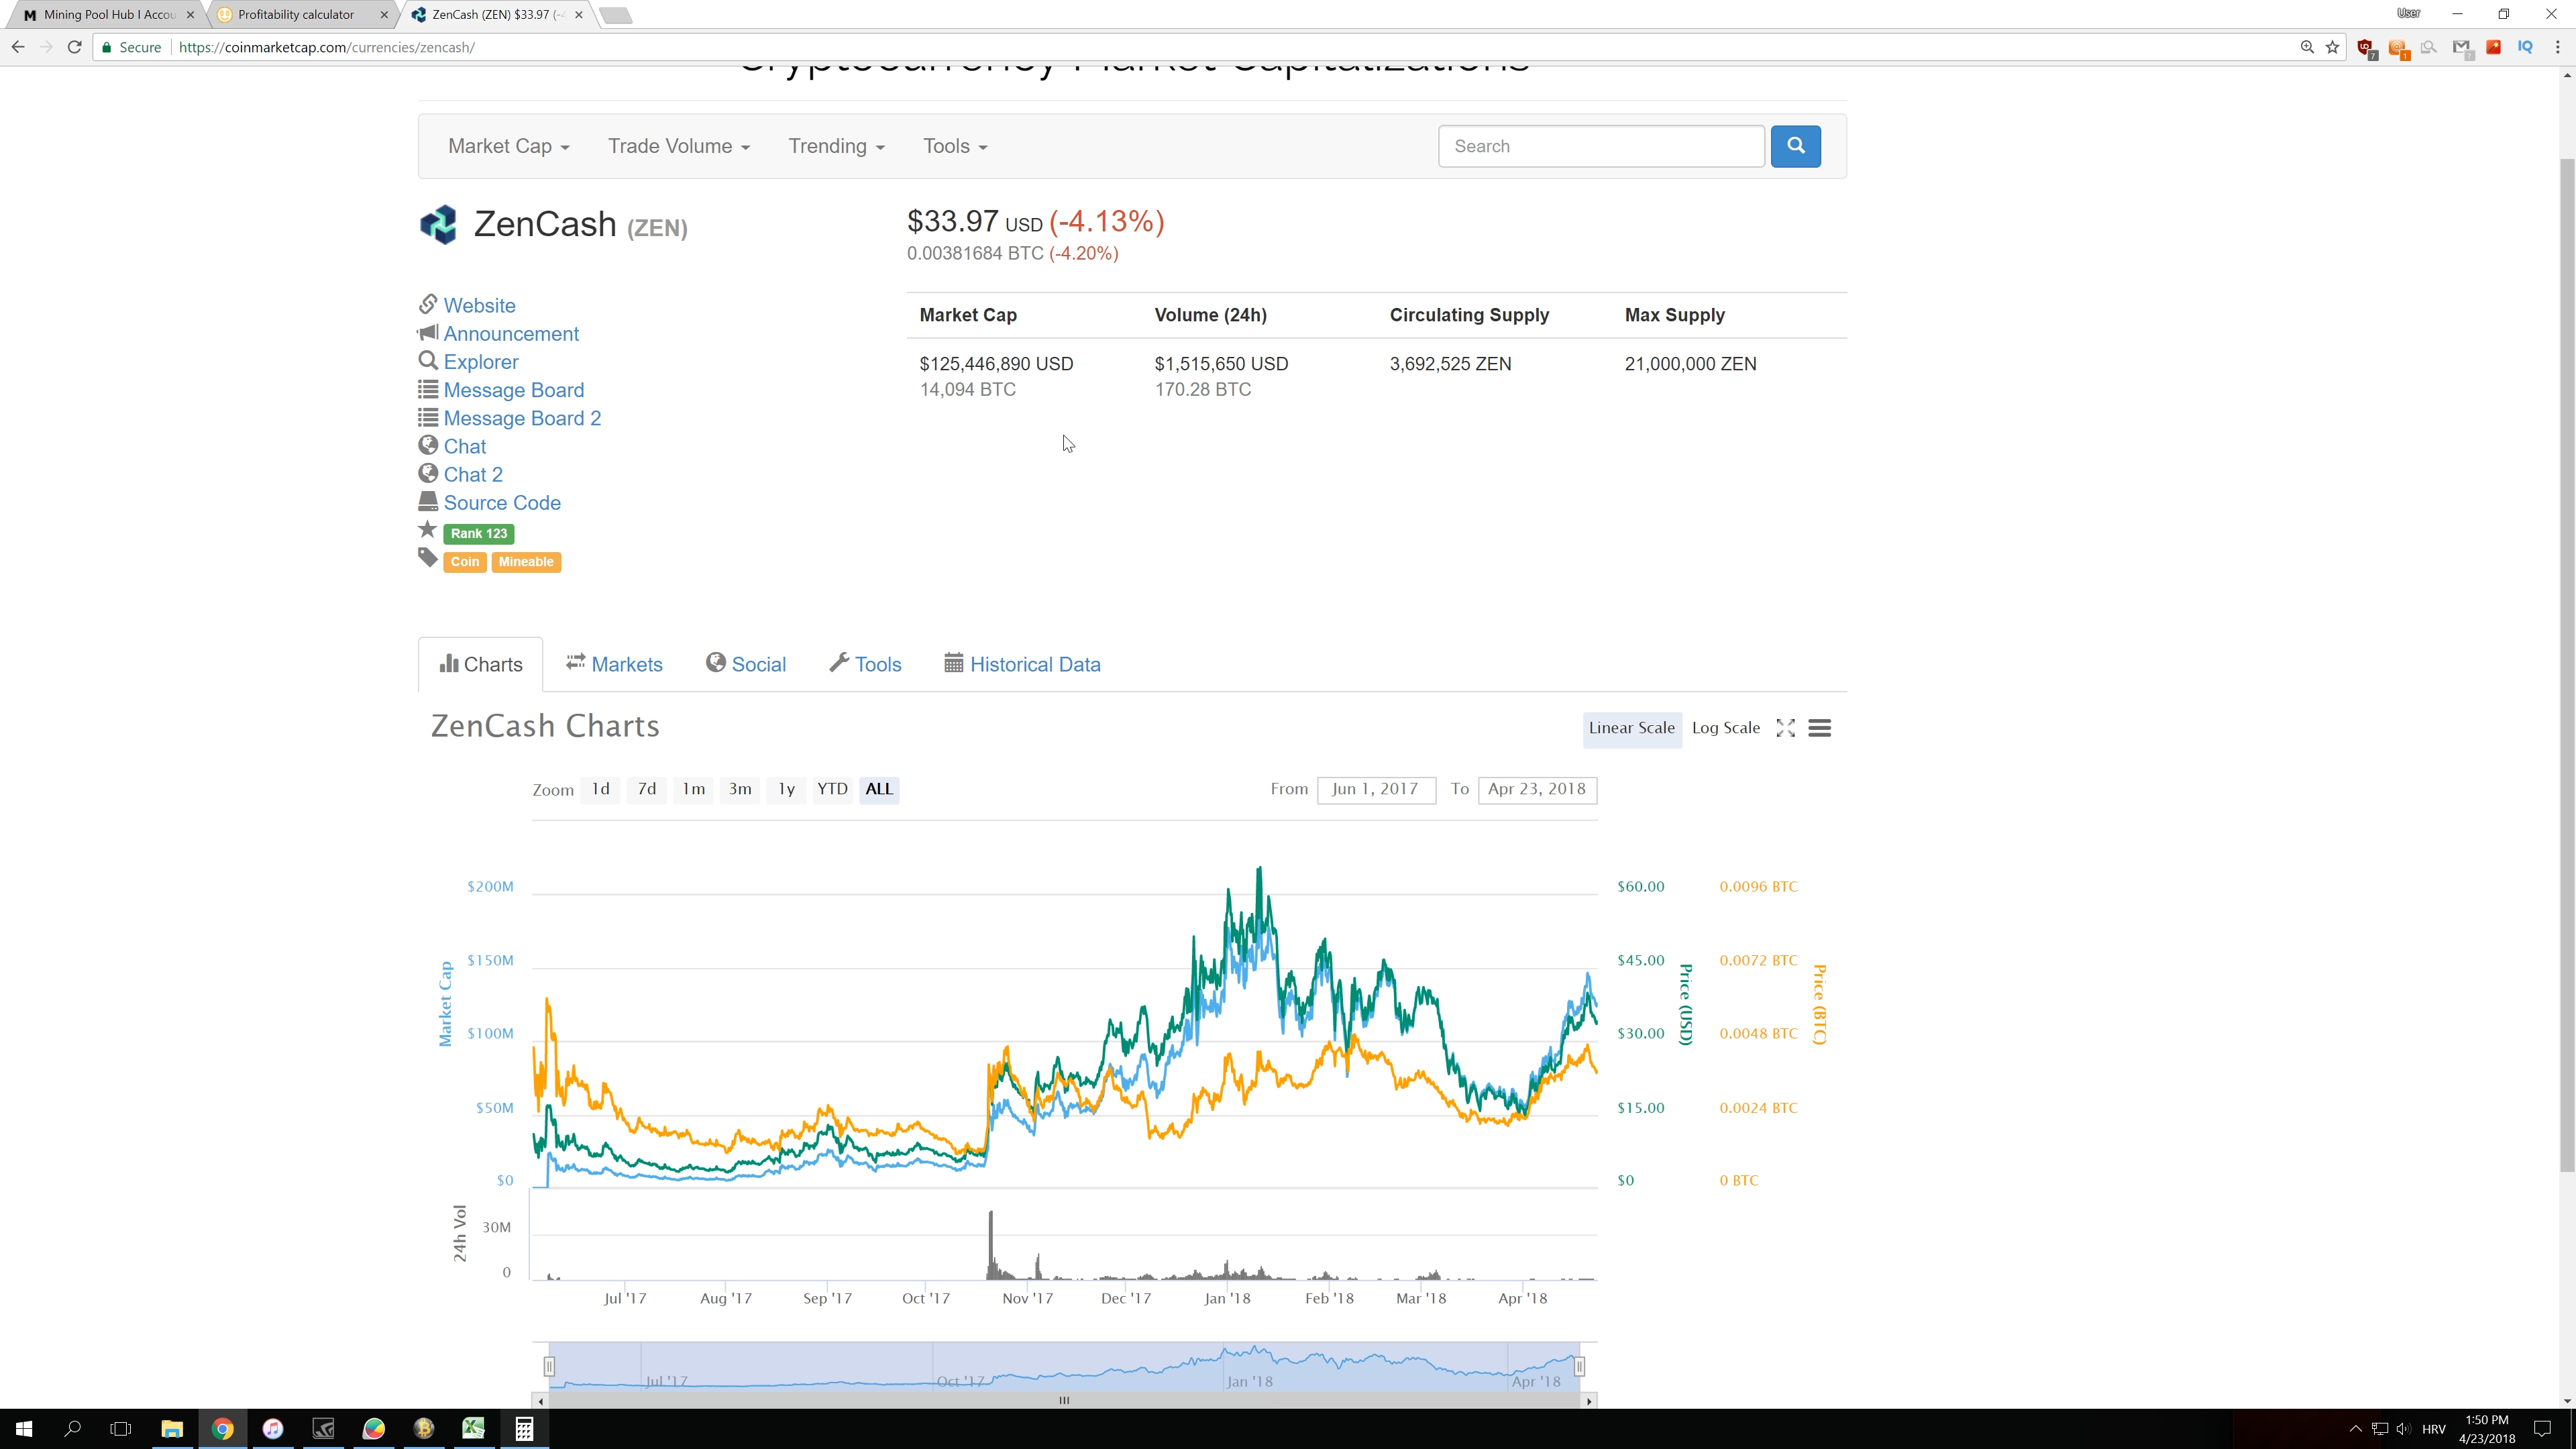 Mining Pool Hub I Accou
Profitability calculator
ZenCash (ZEN) $33.97 (-4
User
Secure https://coinmarketcap.com/currencies/zencash/
7 1 ? IQ
Cryptocurrency Market Capitalizations
Market Cap Trade Volume Trending Tools
Search
ZenCash (ZEN)
$33.97 USD (-4.13%)
0.00381684 BTC (-4.20%)
Website
Announcement
Explorer
Message Board
Message Board 2
Chat
Chat 2
Source Code
Rank 123
Coin Mineable
Market Cap Volume (24h) Circulating Supply Max Supply
$125,446,890 USD $1,515,650 USD 3,692,525 ZEN 21,000,000 ZEN
14,094 BTC 170.28 BTC
Charts Markets Social Tools Historical Data
ZenCash Charts
Linear Scale Log Scale
Zoom 1d 7d 1m 3m 1y YTD ALL
From Jun 1, 2017 To Apr 23, 2018
$200M $60.00 0.0096 BTC
$150M $45.00 0.0072 BTC
$100M $30.00 0.0048 BTC
$50M $15.00 0.0024 BTC
$0 $0 0 BTC
Market Cap
Price (USD)
Price (BTC)
24h Vol
30M
0
Jul '17 Aug '17 Sep '17 Oct '17 Nov '17 Dec '17 Jan '18 Feb '18 Mar '18 Apr '18
Jul '17 Oct '17 Jan '18 Apr '18
HRV
1:50 PM
4/23/2018